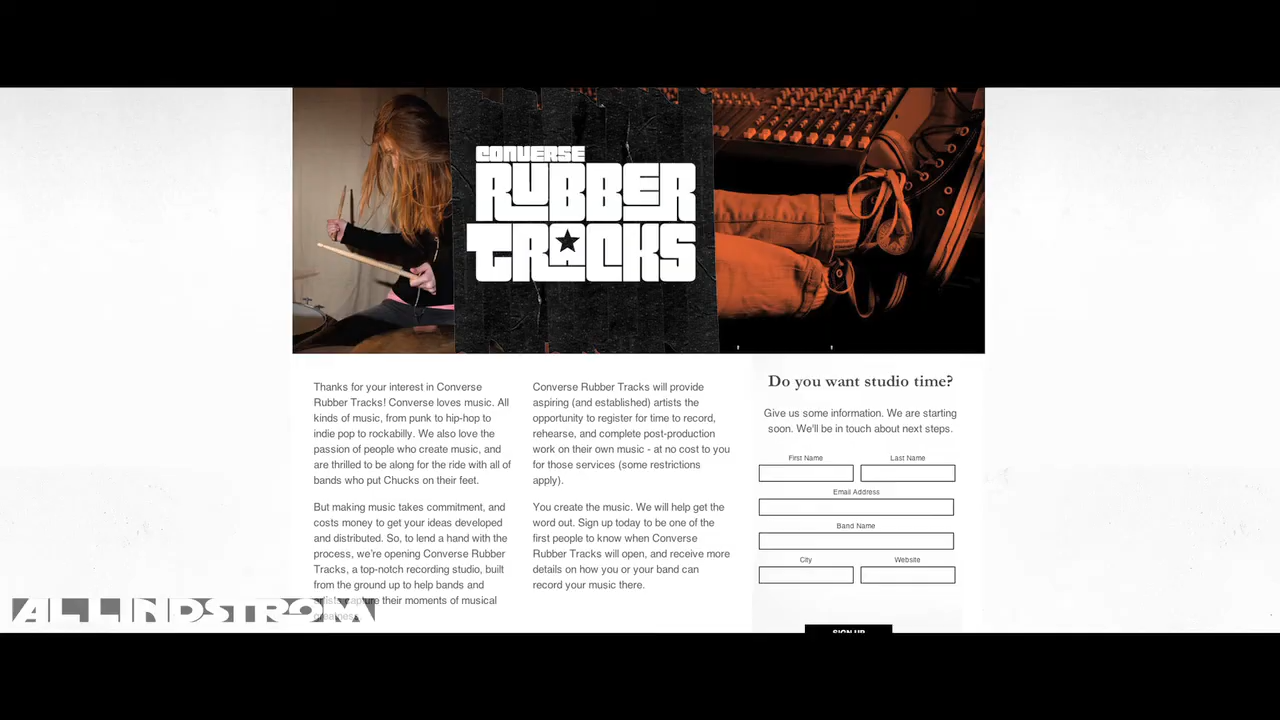 CONVERSE
RUBBER
TRACKS
Thanks for your interest in Converse
Rubber Tracks! Converse loves music. All
kinds of music, from punk to hip-hop to
indie pop to rockabilly. We also love the
passion of people who create music, and
are thrilled to be along for the ride with all of
bands who put Chucks on their feet.
But making music takes commitment, and
costs money to get your ideas developed
and distributed. So, to lend a hand with the
process, we're opening Converse Rubber
Tracks, a top-notch recording studio, built
from the ground up to help bands and
artists capture their moments of musical
greatness.
Converse Rubber Tracks will provide
aspiring (and established) artists the
opportunity to register for time to record,
rehearse, and complete post-production
work on their own music - at no cost to you
for those services (some restrictions
apply).
You create the music. We will help get the
word out. Sign up today to be one of the
first people to know when Converse
Rubber Tracks will open, and receive more
details on how you or your band can
record your music there.
Do you want studio time?
Give us some information. We are starting
soon. We'll be in touch about next steps.
First Name
Last Name
Email Address
Band Name
City
Website
SIGN UP
AL LINDSTROM